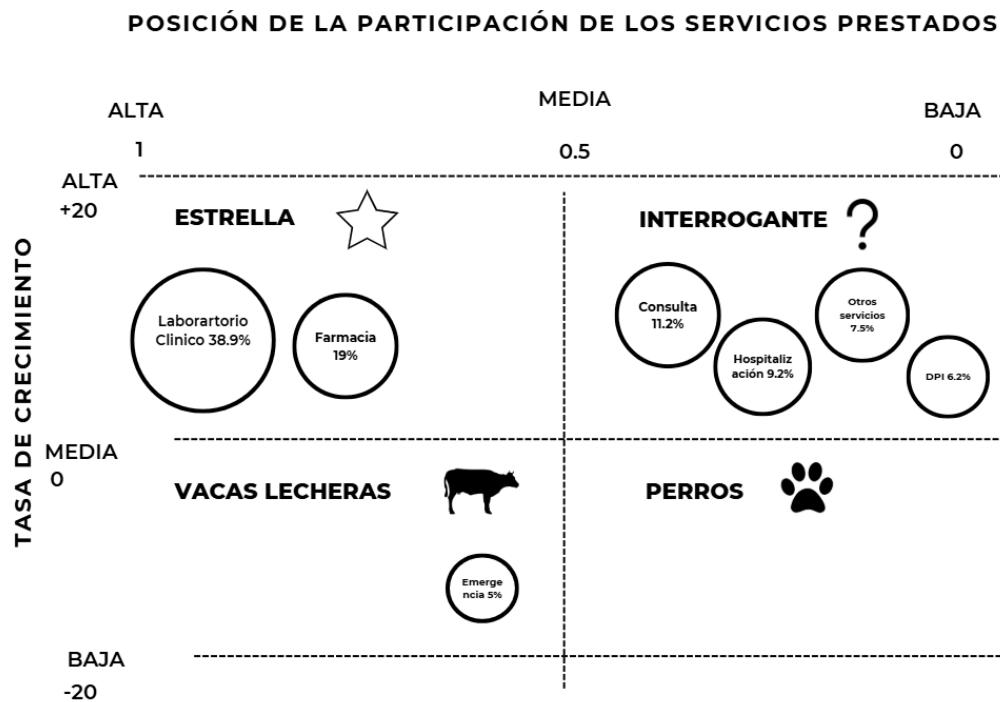 POSICIÓN DE LA PARTICIPACIÓN DE LOS SERVICIOS PRESTADOS
ALTA
MEDIA
BAJA
1
0.5
0
ALTA
+20
ESTRELLA
INTERROGANTE
?
TASA DE CRECIMIENTO
Laborartorio
Clinico 38.9%
Farmacia
19%
Consulta
11.2%
Hospitaliz
ación 9.2%
Otros
servicios
7.5%
DPI 6.2%
MEDIA
0
VACAS LECHERAS
PERROS
Emerge
ncia 5%
BAJA
-20